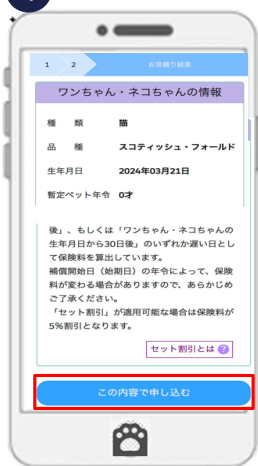 1 2 お見積り結果
ワンちゃん・ネコちゃんの情報
種 類 猫
品 種 スコティッシュ・フォールド
生年月日 2024年03月21日
暫定ペット年令 0才
後」、もしくは「ワンちゃん・ネコちゃんの
生年月日から30日後」のいずれか遅い日とし
て保険料を算出しています。
補償開始日（始期日）の年令によって、保険
料が変わる場合がありますので、あらかじめ
ご了承ください。
「セット割引」が適用可能な場合は保険料が
5%割引となります。
セット割引とは ?
この内容で申し込む